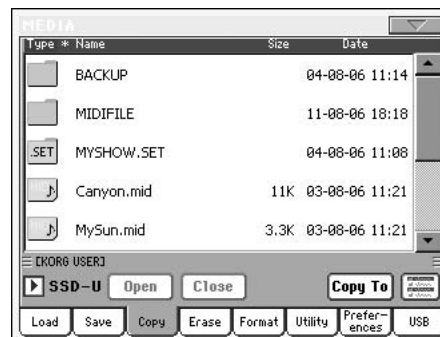 MEDIA
Type * Name Size Date
BACKUP 04-08-06 11:14
MIDIFILE 11-08-06 18:18
.SET MYSHOW.SET 04-08-06 11:08
Canyon.mid 11K 03-08-06 11:21
MySun.mid 3.3K 03-08-06 11:21
[KORG USER]
SSD-U Open Close Copy To
Load Save Copy Erase Format Utility Prefer-
ences USB